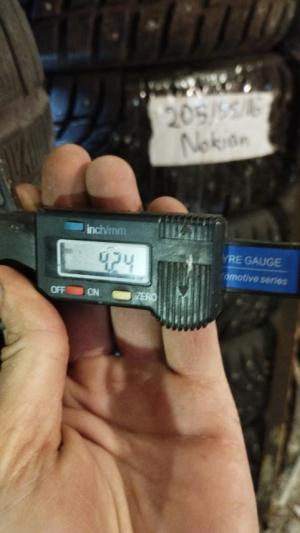 205/55/16
Nokian
inch/mm
4.24
OFF ON ZERO
YRE GAUGE
omotive series